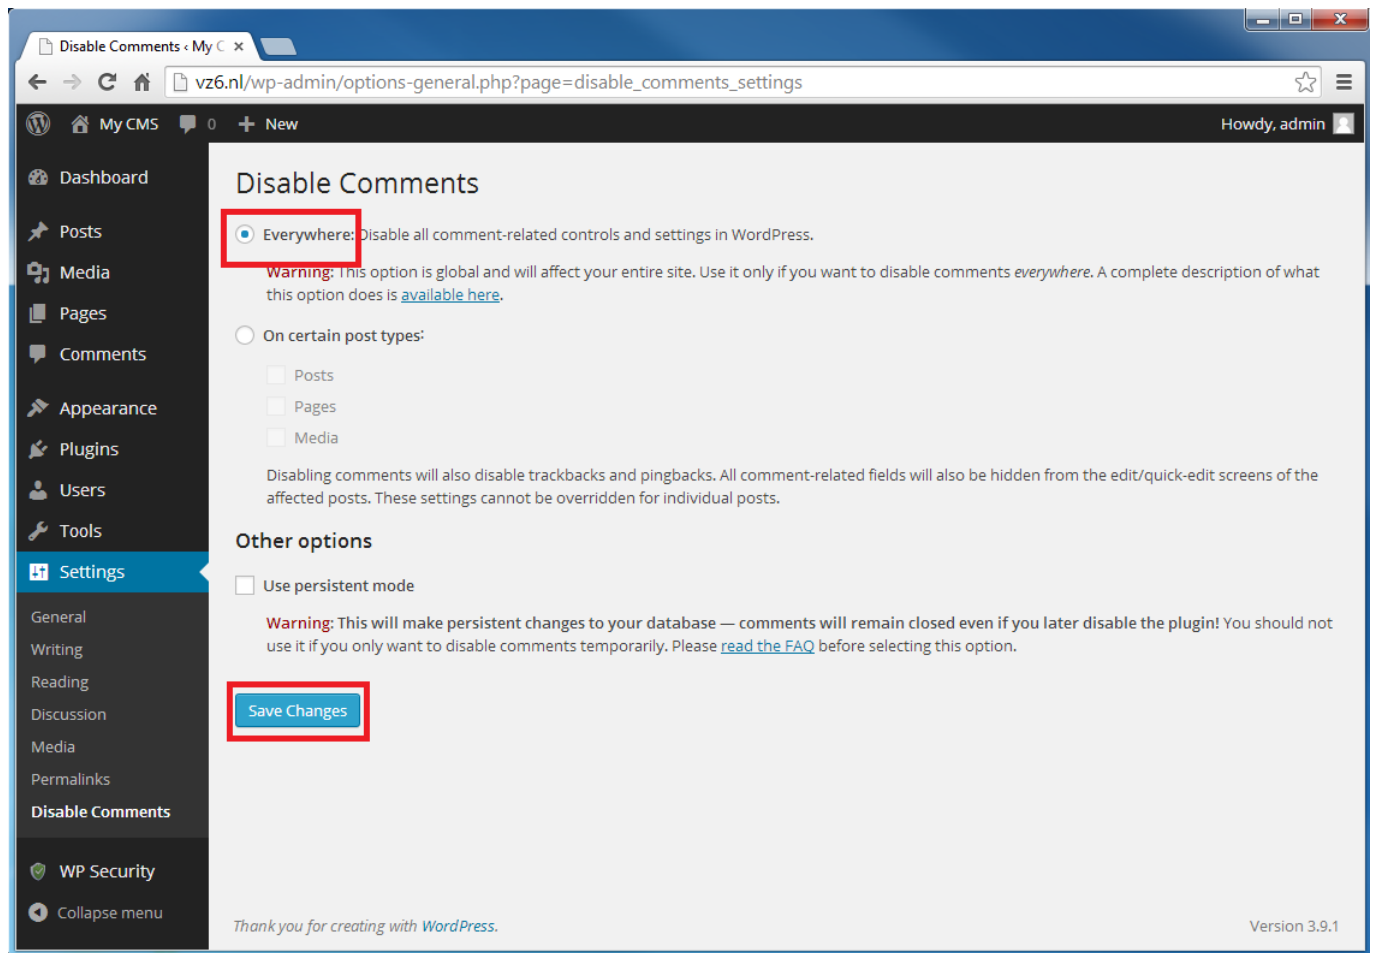 Disable Comments ‹ My C
vz6.nl/wp-admin/options-general.php?page=disable_comments_settings
My CMS 0 New Howdy, admin
Dashboard
Posts
Media
Pages
Comments
Appearance
Plugins
Users
Tools
Settings
General
Writing
Reading
Discussion
Media
Permalinks
Disable Comments
WP Security
Collapse menu
Disable Comments
Everywhere: Disable all comment-related controls and settings in WordPress.
Warning: This option is global and will affect your entire site. Use it only if you want to disable comments everywhere. A complete description of what
this option does is available here.
On certain post types:
Posts
Pages
Media
Disabling comments will also disable trackbacks and pingbacks. All comment-related fields will also be hidden from the edit/quick-edit screens of the
affected posts. These settings cannot be overridden for individual posts.
Other options
Use persistent mode
Warning: This will make persistent changes to your database — comments will remain closed even if you later disable the plugin! You should not
use it if you only want to disable comments temporarily. Please read the FAQ before selecting this option.
Save Changes
Thank you for creating with WordPress.
Version 3.9.1